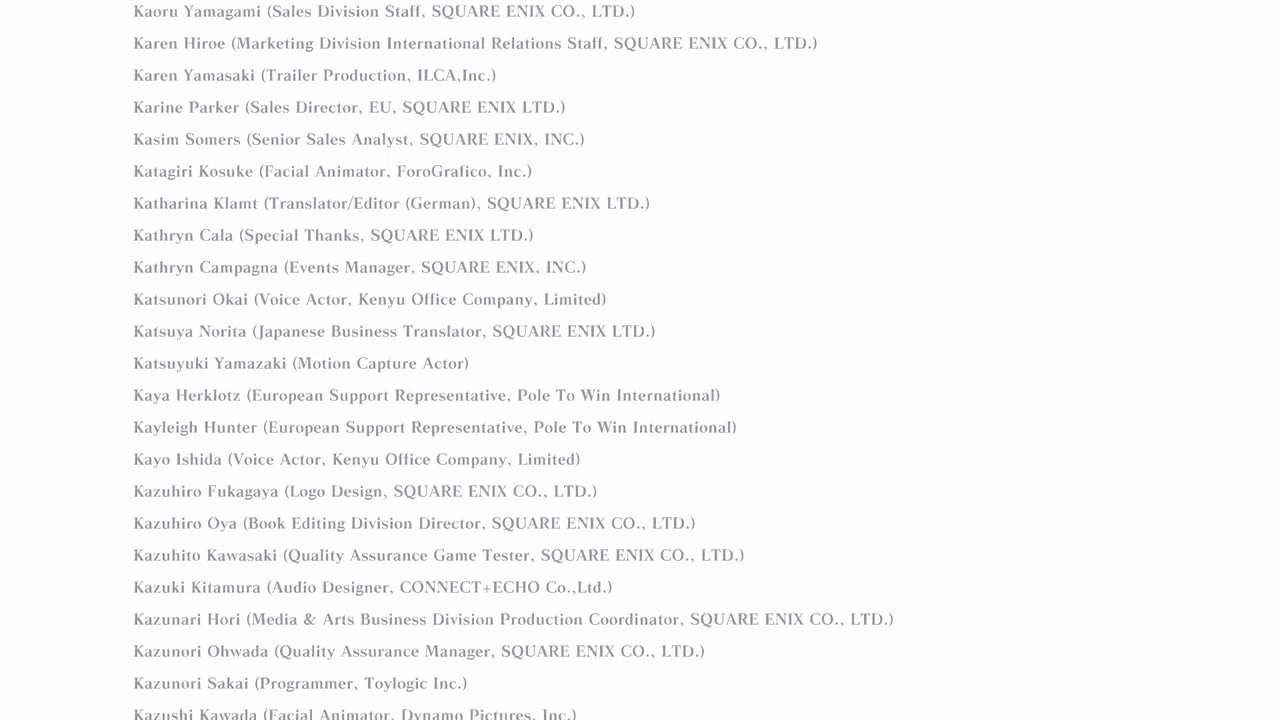 Kaoru Yamagami (Sales Division Staff, SQUARE ENIX CO., LTD.)
Karen Hiroe (Marketing Division International Relations Staff, SQUARE ENIX CO., LTD.)
Karen Yamasaki (Trailer Production, ILCA,Inc.)
Karine Parker (Sales Director, EU, SQUARE ENIX LTD.)
Kasim Somers (Senior Sales Analyst, SQUARE ENIX, INC.)
Katagiri Kosuke (Facial Animator, ForoGrafico, Inc.)
Katharina Klamt (Translator/Editor (German), SQUARE ENIX LTD.)
Kathryn Cala (Special Thanks, SQUARE ENIX LTD.)
Kathryn Campagna (Events Manager, SQUARE ENIX, INC.)
Katsunori Okai (Voice Actor, Kenyu Office Company, Limited)
Katsuya Norita (Japanese Business Translator, SQUARE ENIX LTD.)
Katsuyuki Yamazaki (Motion Capture Actor)
Kaya Herklotz (European Support Representative, Pole To Win International)
Kayleigh Hunter (European Support Representative, Pole To Win International)
Kayo Ishida (Voice Actor, Kenyu Office Company, Limited)
Kazuhiro Fukagaya (Logo Design, SQUARE ENIX CO., LTD.)
Kazuhiro Oya (Book Editing Division Director, SQUARE ENIX CO., LTD.)
Kazuhito Kawasaki (Quality Assurance Game Tester, SQUARE ENIX CO., LTD.)
Kazuki Kitamura (Audio Designer, CONNECT+ECHO Co.,Ltd.)
Kazunari Hori (Media & Arts Business Division Production Coordinator, SQUARE ENIX CO., LTD.)
Kazunori Ohwada (Quality Assurance Manager, SQUARE ENIX CO., LTD.)
Kazunori Sakai (Programmer, Toylogic Inc.)
Kazushi Kawada (Facial Animator, Dynamo Pictures, Inc.)